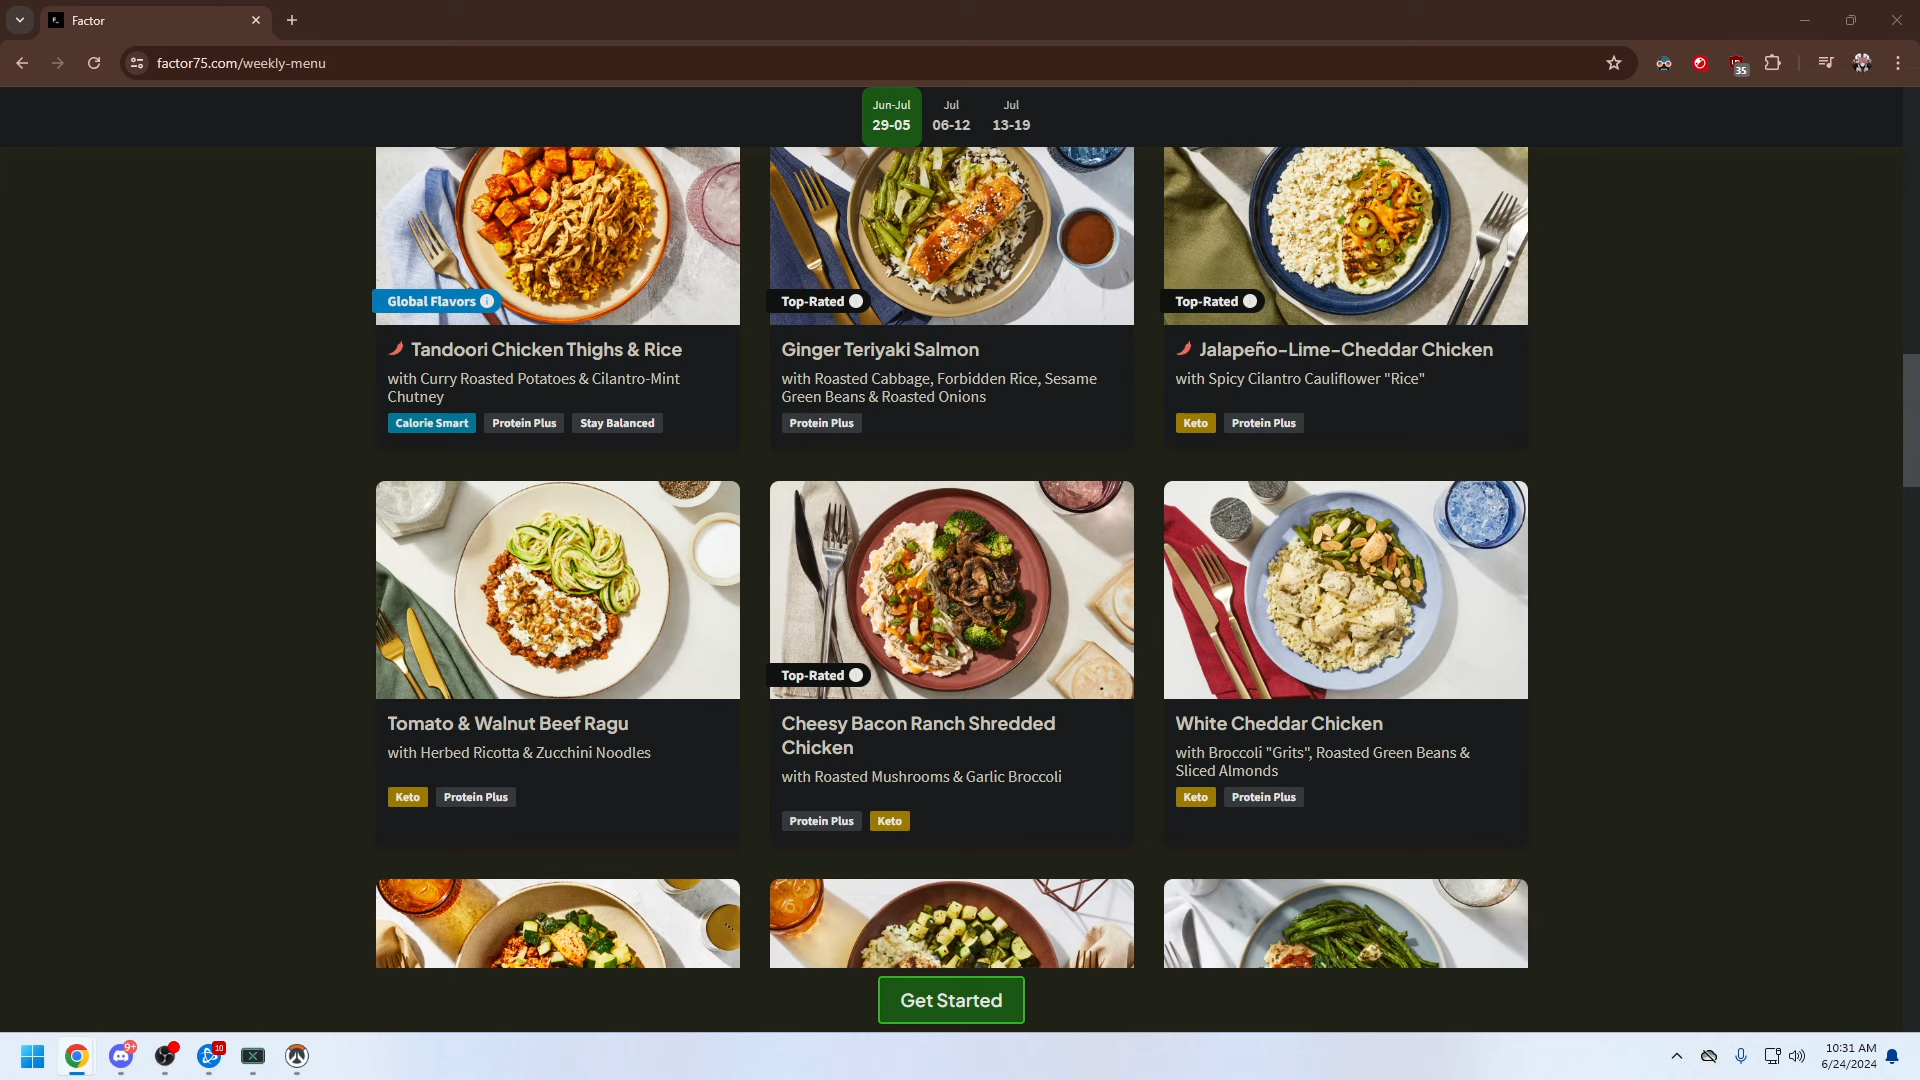 Factor
factor75.com/weekly-menu
35
Jun-Jul
29-05
Jul
06-12
Jul
13-19
Global Flavors
Top-Rated
Top-Rated
Tandoori Chicken Thighs & Rice
with Curry Roasted Potatoes & Cilantro-Mint
Chutney
Calorie Smart Protein Plus Stay Balanced
Ginger Teriyaki Salmon
with Roasted Cabbage, Forbidden Rice, Sesame
Green Beans & Roasted Onions
Protein Plus
Jalapeño-Lime-Cheddar Chicken
with Spicy Cilantro Cauliflower "Rice"
Keto Protein Plus
Tomato & Walnut Beef Ragu
with Herbed Ricotta & Zucchini Noodles
Keto Protein Plus
Top-Rated
Cheesy Bacon Ranch Shredded
Chicken
with Roasted Mushrooms & Garlic Broccoli
Protein Plus Keto
White Cheddar Chicken
with Broccoli "Grits", Roasted Green Beans &
Sliced Almonds
Keto Protein Plus
Get Started
9+
10
10:31 AM
6/24/2024